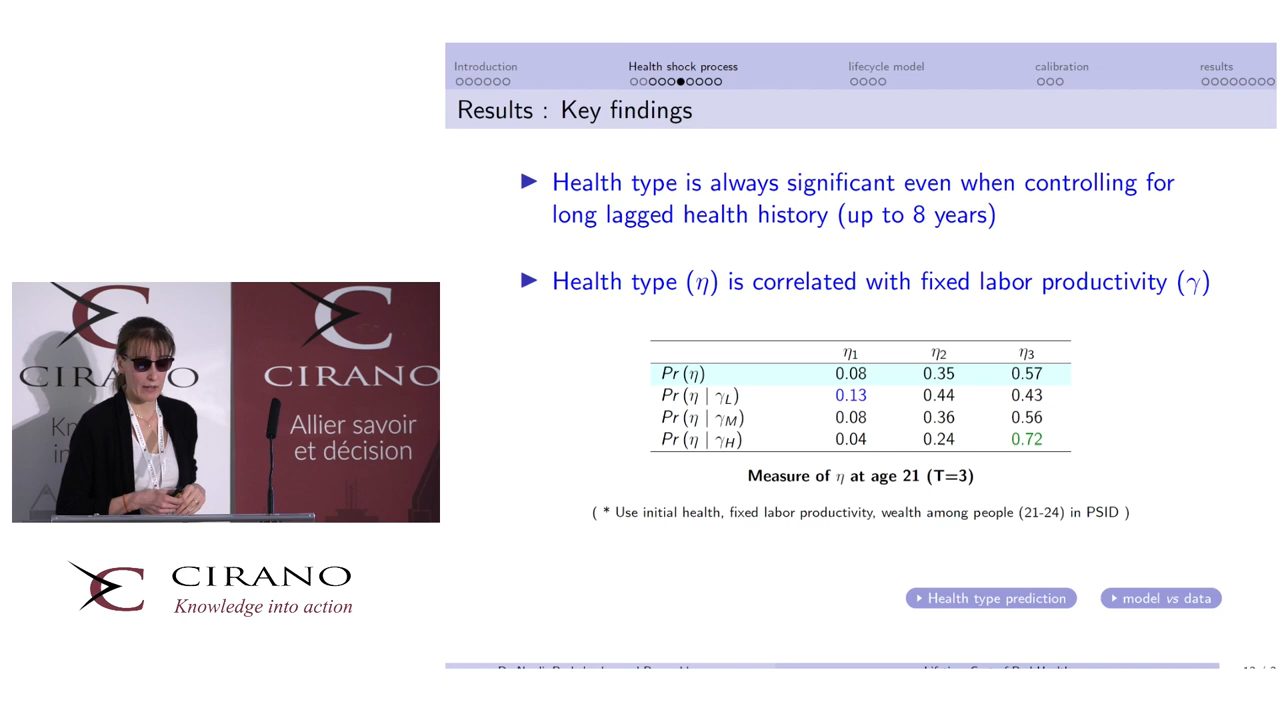 Introduction
Health shock process
lifecycle model
calibration
results
Results : Key findings
Health type is always significant even when controlling for
long lagged health history (up to 8 years)
Health type (η) is correlated with fixed labor productivity (γ)
η1 η2 η3
Pr (η) 0.08 0.35 0.57
Pr (η | γL) 0.13 0.44 0.43
Pr (η | γM) 0.08 0.36 0.56
Pr (η | γH) 0.04 0.24 0.72
Measure of η at age 21 (T=3)
( * Use initial health, fixed labor productivity, wealth among people (21-24) in PSID )
Health type prediction
model vs data
CIRANO
Allier savoir
et décision
CIRANO
Knowledge into action